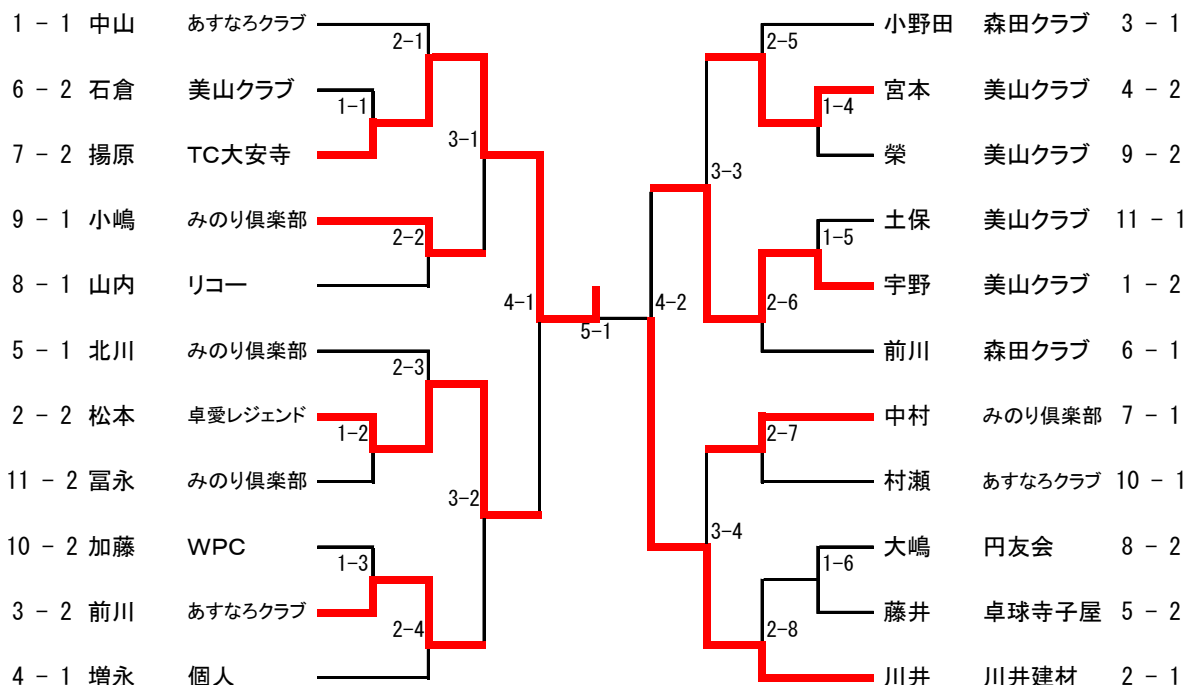 1 - 1 中山 あすなろクラブ
2-1
6 - 2 石倉 美山クラブ
1-1
7 - 2 揚原 TC大安寺
3-1
9 - 1 小嶋 みのり倶楽部
2-2
8 - 1 山内 リコー
4-1
5 - 1 北川 みのり倶楽部
2-3
2 - 2 松本 卓愛レジェンド
1-2
11 - 2 冨永 みのり倶楽部
3-2
10 - 2 加藤 WPC
1-3
3 - 2 前川 あすなろクラブ
2-4
4 - 1 増永 個人
5-1
小野田 森田クラブ 3 - 1
2-5
宮本 美山クラブ 4 - 2
1-4
榮 美山クラブ 9 - 2
3-3
土保 美山クラブ 11 - 1
1-5
宇野 美山クラブ 1 - 2
2-6
4-2
前川 森田クラブ 6 - 1
中村 みのり倶楽部 7 - 1
2-7
村瀬 あすなろクラブ 10 - 1
3-4
大嶋 円友会 8 - 2
1-6
藤井 卓球寺子屋 5 - 2
2-8
川井 川井建材 2 - 1